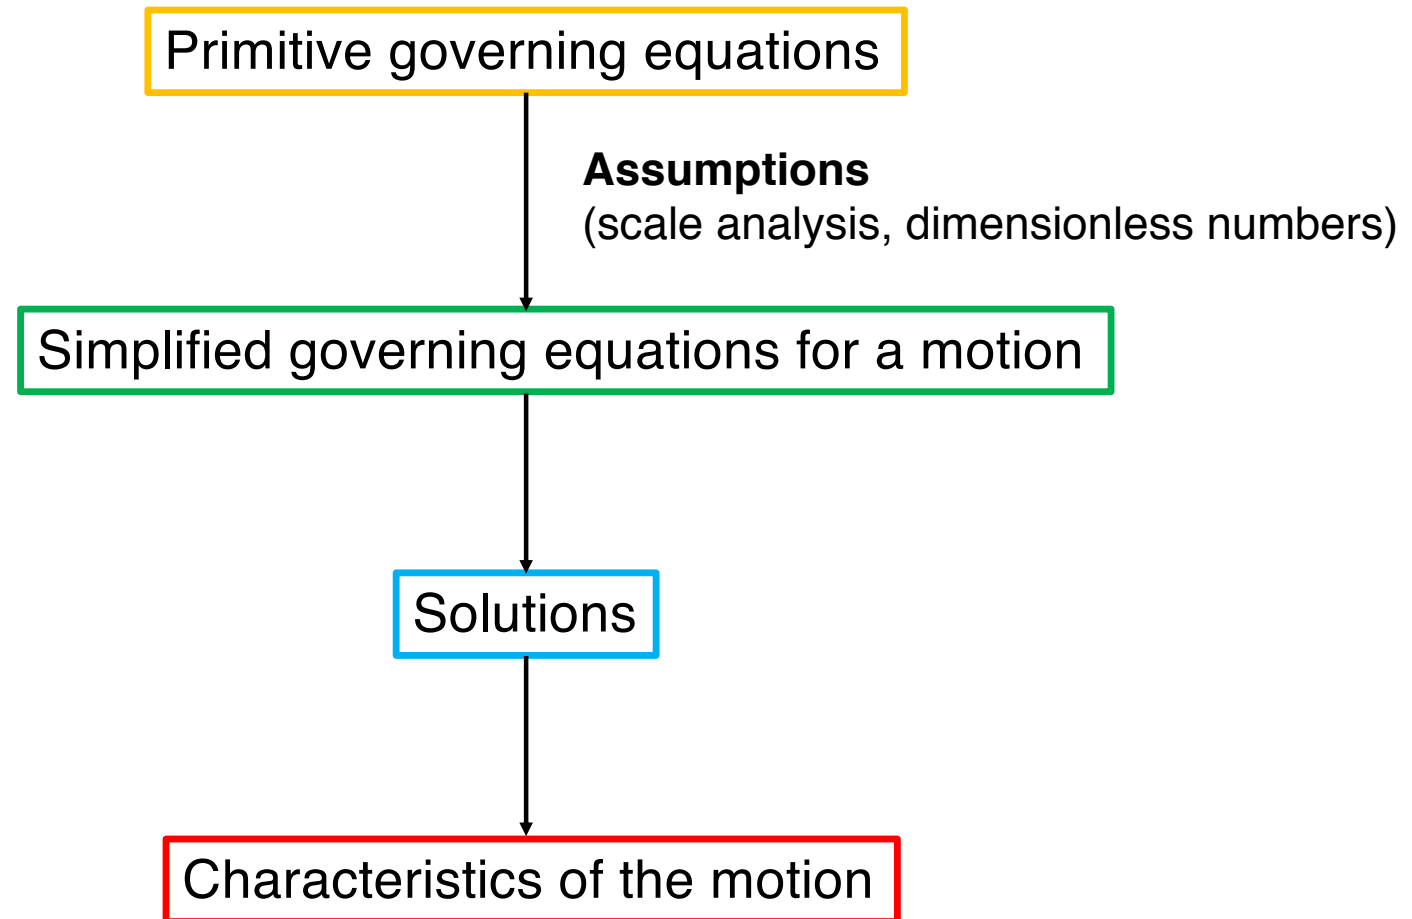 Primitive governing equations
Assumptions
(scale analysis, dimensionless numbers)
Simplified governing equations for a motion
Solutions
Characteristics of the motion